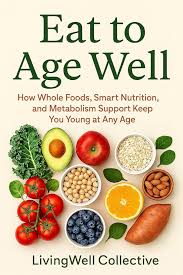 Eat to
Age Well
How Whole Foods, Smart Nutrition,
and Metabolism Support Keep
You Young at Any Age
LivingWell Collective